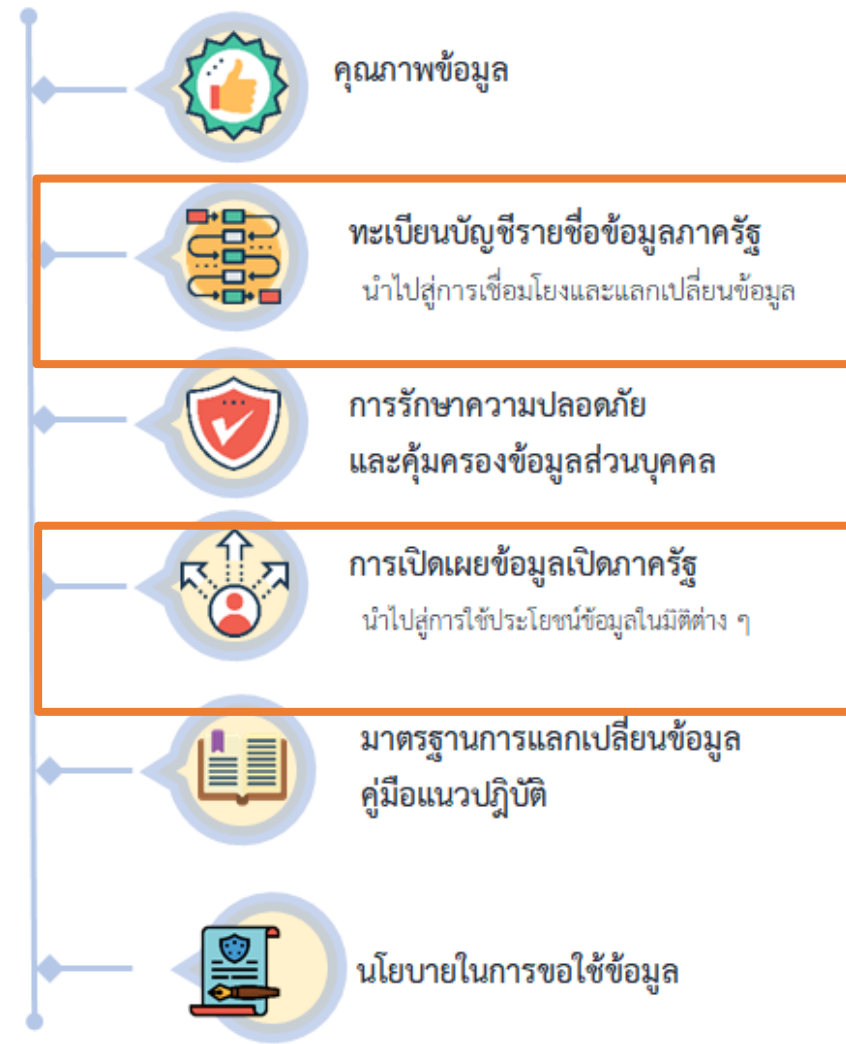 คุณภาพข้อมูล
ทะเบียนบัญชีรายชื่อข้อมูลภาครัฐ
นำไปสู่การเชื่อมโยงและแลกเปลี่ยนข้อมูล
การรักษาความปลอดภัย
และคุ้มครองข้อมูลส่วนบุคคล
การเปิดเผยข้อมูลเปิดภาครัฐ
นำไปสู่การใช้ประโยชน์ข้อมูลในมิติต่าง ๆ
มาตรฐานการแลกเปลี่ยนข้อมูล
คู่มือแนวปฎิบัติ
นโยบายในการขอใช้ข้อมูล